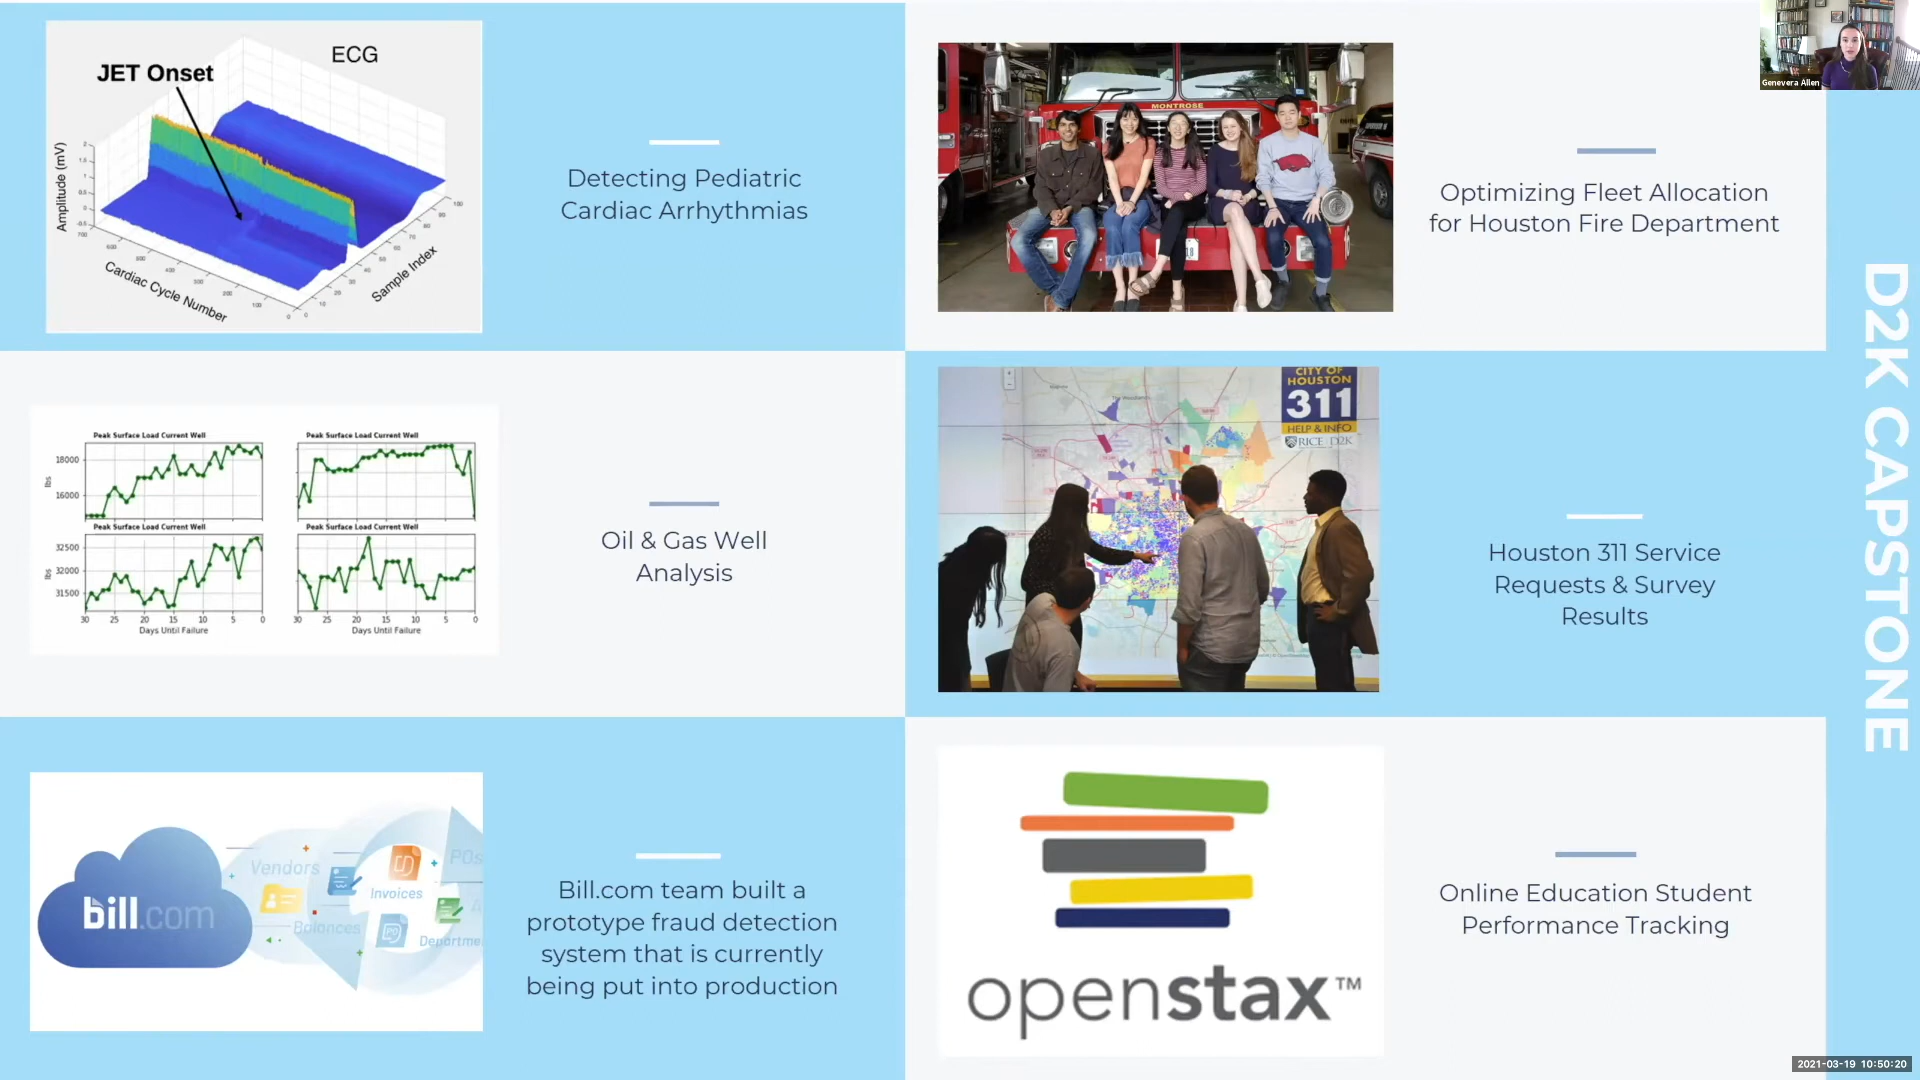 ECG
JET Onset
Amplitude (mV)
Cardiac Cycle Number
Sample Index
Detecting Pediatric
Cardiac Arrhythmias
MONTROSE
Optimizing Fleet Allocation
for Houston Fire Department
Genevera Allen
D2K CAPSTONE
Peak Surface Load Current Well
Peak Surface Load Current Well
lbs
18000
16000
Peak Surface Load Current Well
Peak Surface Load Current Well
lbs
32500
32000
31500
30 25 20 15 10 5 0
30 25 20 15 10 5 0
Days Until Failure
Days Until Failure
Oil & Gas Well
Analysis
CITY OF
HOUSTON
311
HELP & INFO
RICE D2K
Houston 311 Service
Requests & Survey
Results
bill.com
Vendors
Invoices
POs
Balances
PO
Departme
Bill.com team built a
prototype fraud detection
system that is currently
being put into production
openstax™
Online Education Student
Performance Tracking
2021-03-19 10:50:20